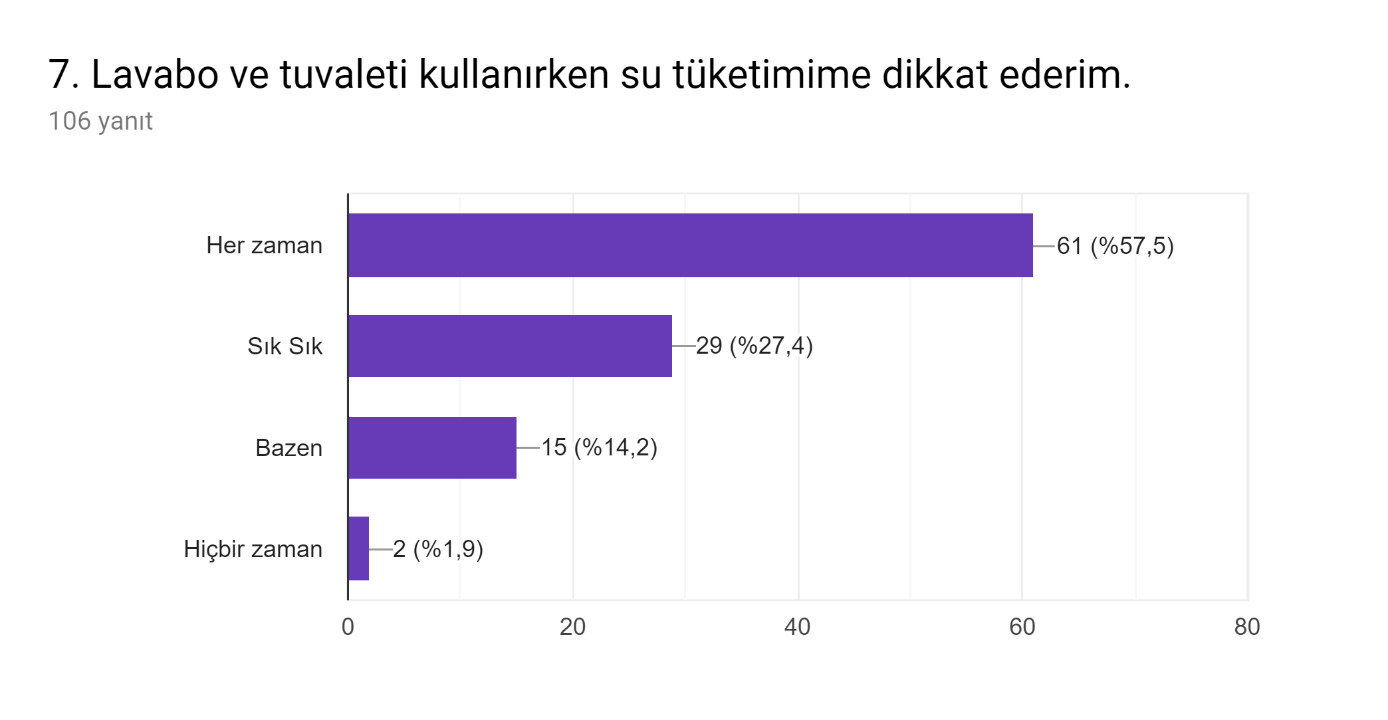 7. Lavabo ve tuvaleti kullanırken su tüketimime dikkat ederim.
106 yanıt
Her zaman 61 (%57,5)
Sık Sık 29 (%27,4)
Bazen 15 (%14,2)
Hiçbir zaman 2 (%1,9)
0 20 40 60 80